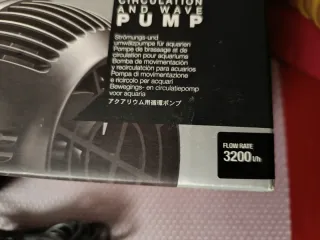 CIRCULATION
AND WAVE
PUMP
Strömungs-und
umwälzpumpe für aquarien
Pompe de brassage et de
circulation pour aquariums
Bomba de movimentación
y recirculatoin para acuarios
Pompa di movimentazione
e ricircolo per acquari
Bewegings- en circulatiepomp
voor aquaria
アクアリウム用循環ポンプ
FLOW RATE
3200 l/h